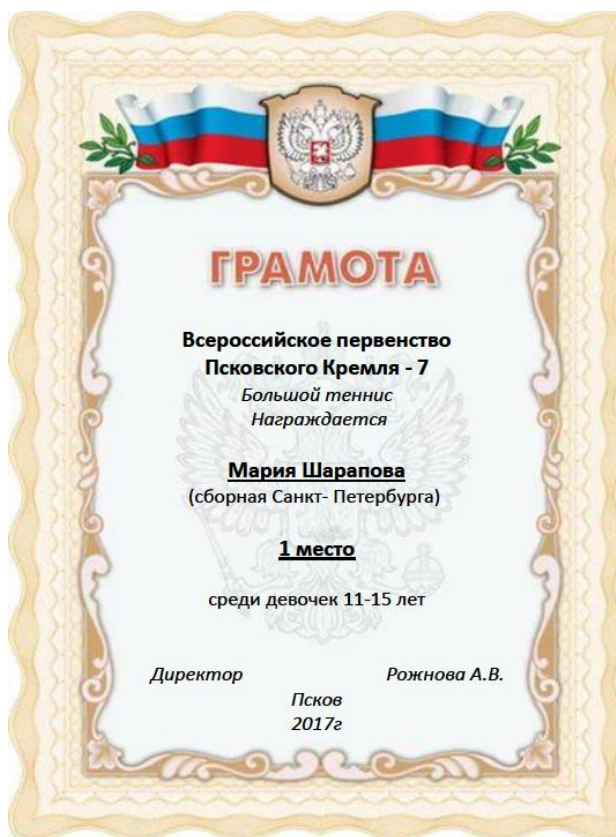 ГРАМОТА
Всероссийское первенство
Псковского Кремля - 7
Большой теннис
Награждается
Мария Шарапова
(сборная Санкт- Петербурга)
1 место
среди девочек 11-15 лет
Директор Рожнова А.В.
Псков
2017г